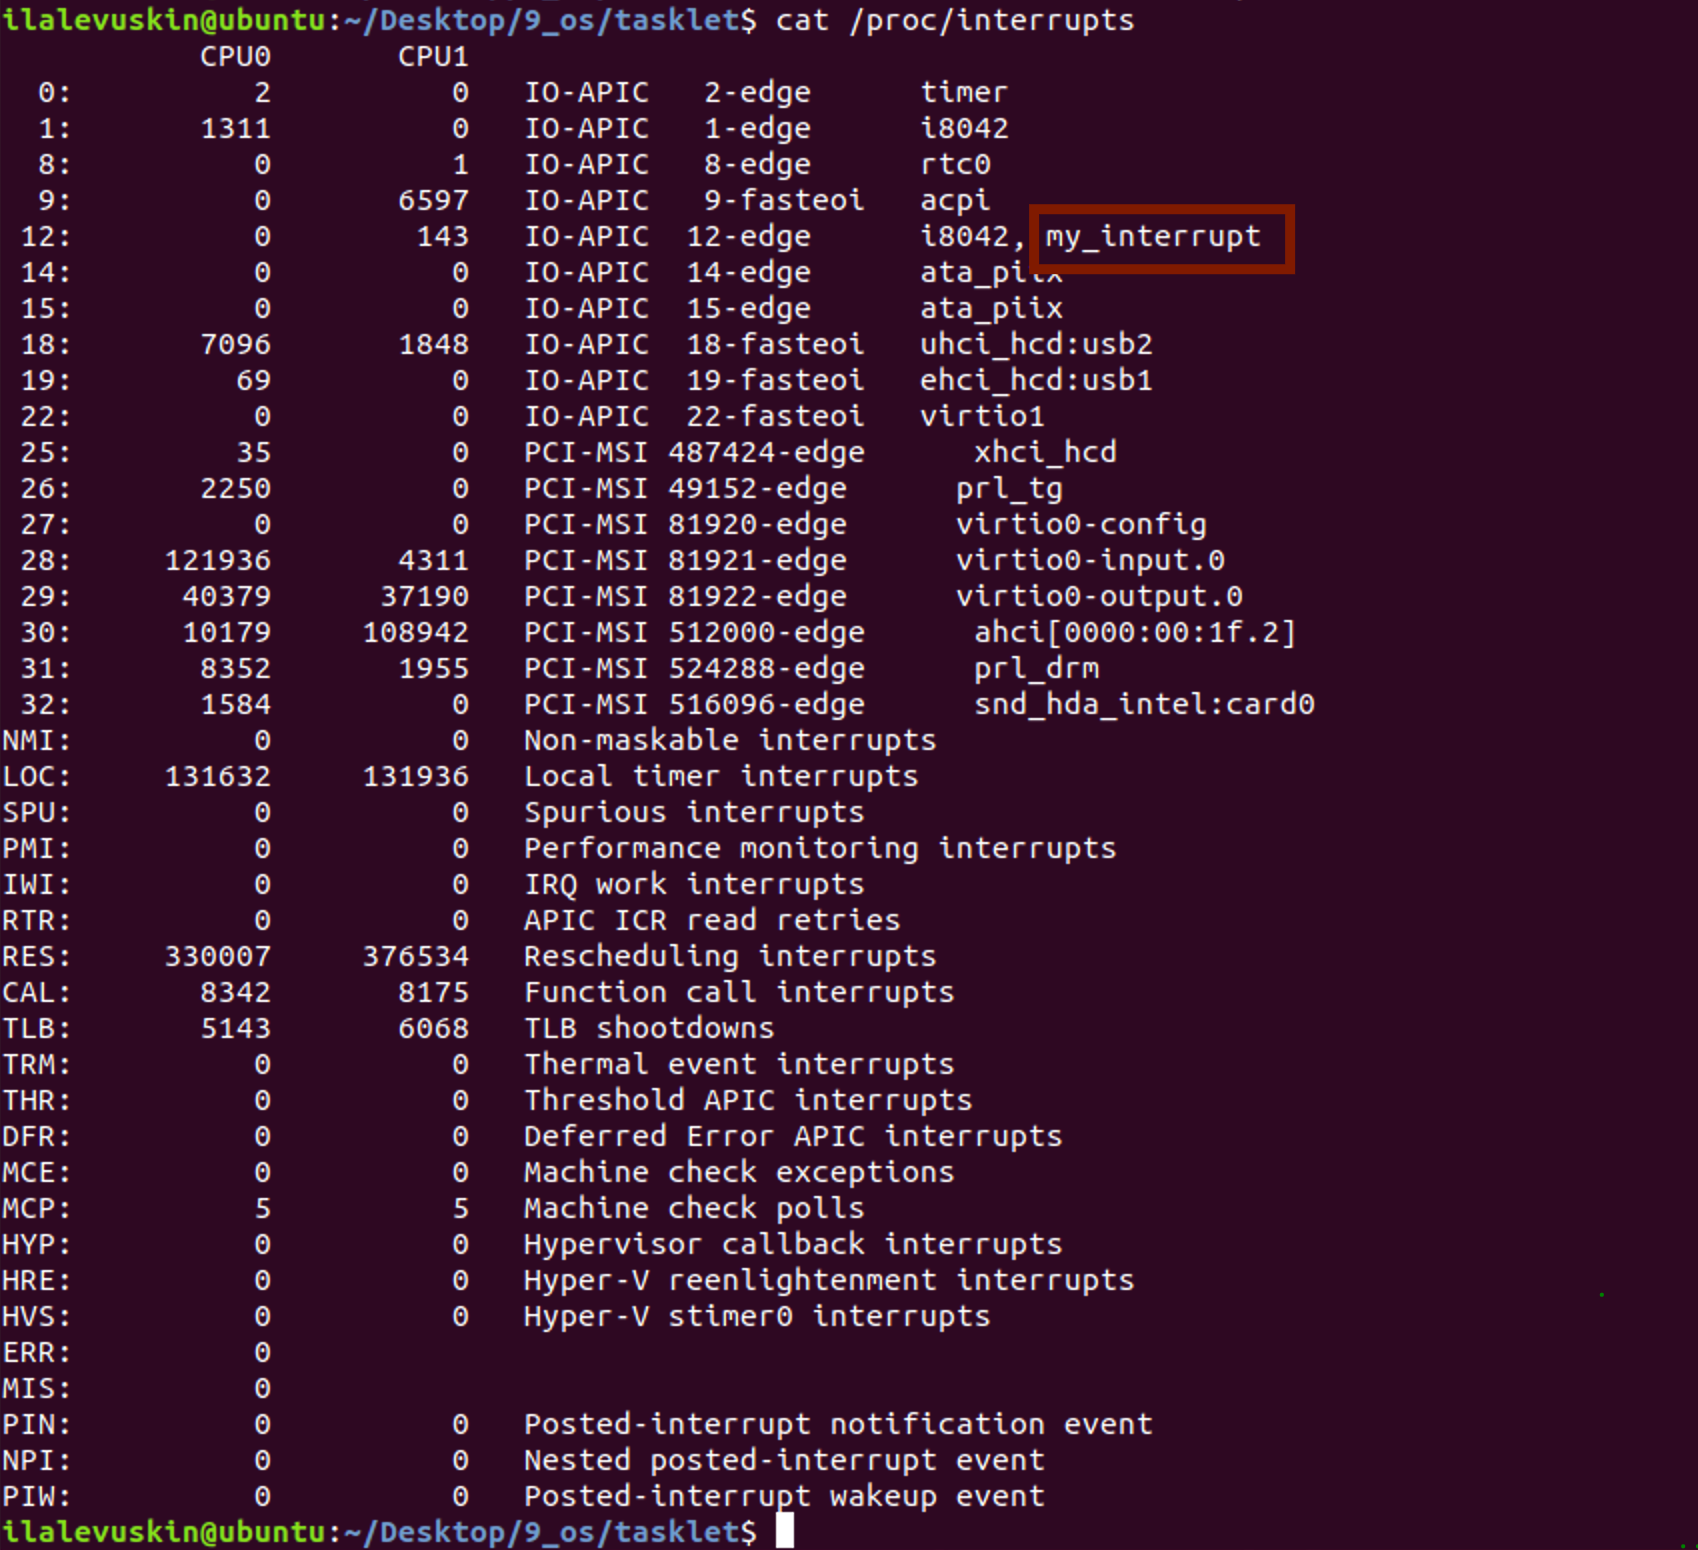 ilalevuskin@ubuntu:~/Desktop/9_os/tasklet$ cat /proc/interrupts
           CPU0       CPU1
  0:          2          0   IO-APIC   2-edge      timer
  1:       1311          0   IO-APIC   1-edge      i8042
  8:          0          1   IO-APIC   8-edge      rtc0
  9:          0       6597   IO-APIC   9-fasteoi   acpi
 12:          0        143   IO-APIC  12-edge      i8042, my_interrupt
 14:          0          0   IO-APIC  14-edge      ata_piix
 15:          0          0   IO-APIC  15-edge      ata_piix
 18:       7096       1848   IO-APIC  18-fasteoi   uhci_hcd:usb2
 19:         69          0   IO-APIC  19-fasteoi   ehci_hcd:usb1
 22:          0          0   IO-APIC  22-fasteoi   virtio1
 25:         35          0   PCI-MSI 487424-edge      xhci_hcd
 26:       2250          0   PCI-MSI 49152-edge      prl_tg
 27:          0          0   PCI-MSI 81920-edge      virtio0-config
 28:     121936       4311   PCI-MSI 81921-edge      virtio0-input.0
 29:      40379      37190   PCI-MSI 81922-edge      virtio0-output.0
 30:      10179     108942   PCI-MSI 512000-edge      ahci[0000:00:1f.2]
 31:       8352       1955   PCI-MSI 524288-edge      prl_drm
 32:       1584          0   PCI-MSI 516096-edge      snd_hda_intel:card0
NMI:          0          0   Non-maskable interrupts
LOC:     131632     131936   Local timer interrupts
SPU:          0          0   Spurious interrupts
PMI:          0          0   Performance monitoring interrupts
IWI:          0          0   IRQ work interrupts
RTR:          0          0   APIC ICR read retries
RES:     330007     376534   Rescheduling interrupts
CAL:       8342       8175   Function call interrupts
TLB:       5143       6068   TLB shootdowns
TRM:          0          0   Thermal event interrupts
THR:          0          0   Threshold APIC interrupts
DFR:          0          0   Deferred Error APIC interrupts
MCE:          0          0   Machine check exceptions
MCP:          5          5   Machine check polls
HYP:          0          0   Hypervisor callback interrupts
HRE:          0          0   Hyper-V reenlightenment interrupts
HVS:          0          0   Hyper-V stimer0 interrupts
ERR:          0
MIS:          0
PIN:          0          0   Posted-interrupt notification event
NPI:          0          0   Nested posted-interrupt event
PIW:          0          0   Posted-interrupt wakeup event
ilalevuskin@ubuntu:~/Desktop/9_os/tasklet$